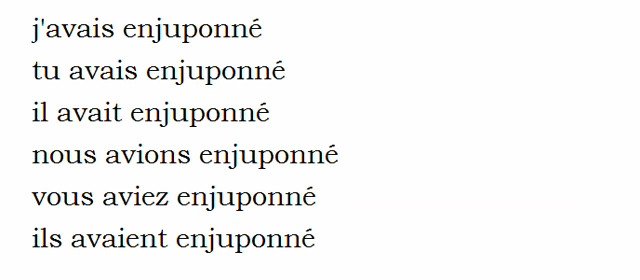 j'avais enjuponné
tu avais enjuponné
il avait enjuponné
nous avions enjuponné
vous aviez enjuponné
ils avaient enjuponné